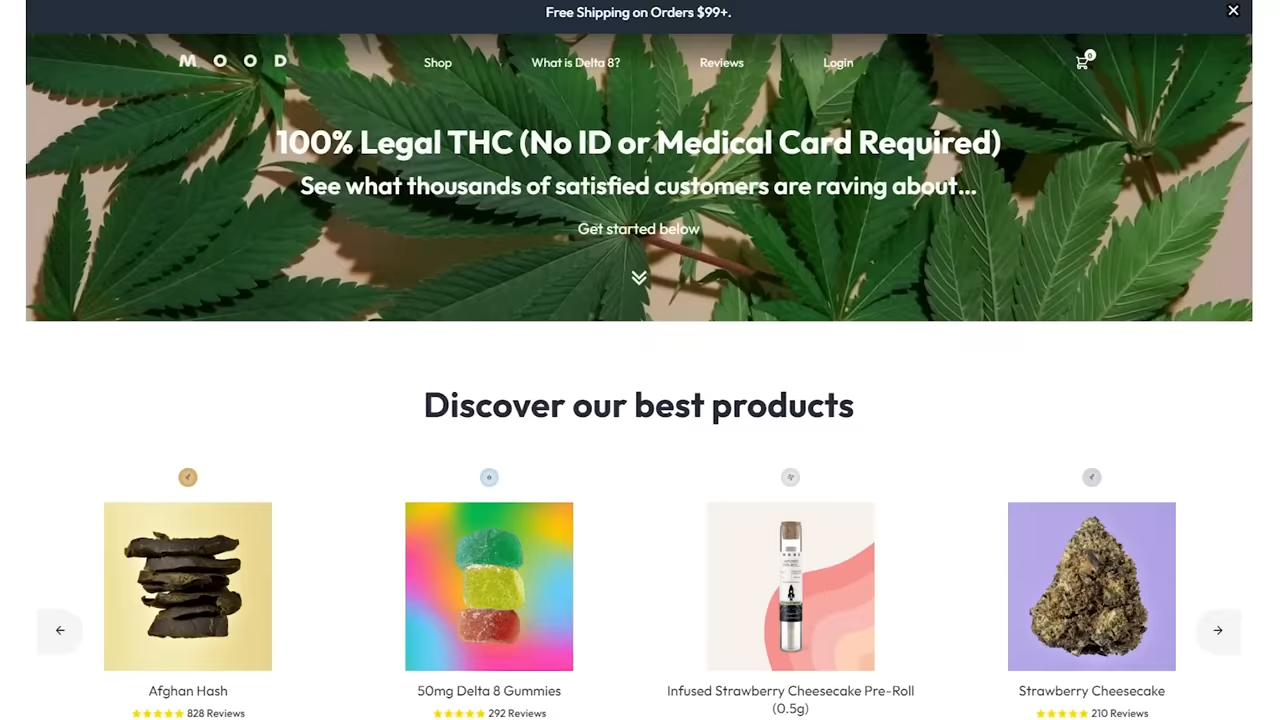 Free Shipping on Orders $99+.
MOOD
Shop
What is Delta 8?
Reviews
Login
0
100% Legal THC (No ID or Medical Card Required)
See what thousands of satisfied customers are raving about...
Get started below
Discover our best products
Afghan Hash
828 Reviews
50mg Delta 8 Gummies
292 Reviews
Infused Strawberry Cheesecake Pre-Roll
(0.5g)
Strawberry Cheesecake
210 Reviews